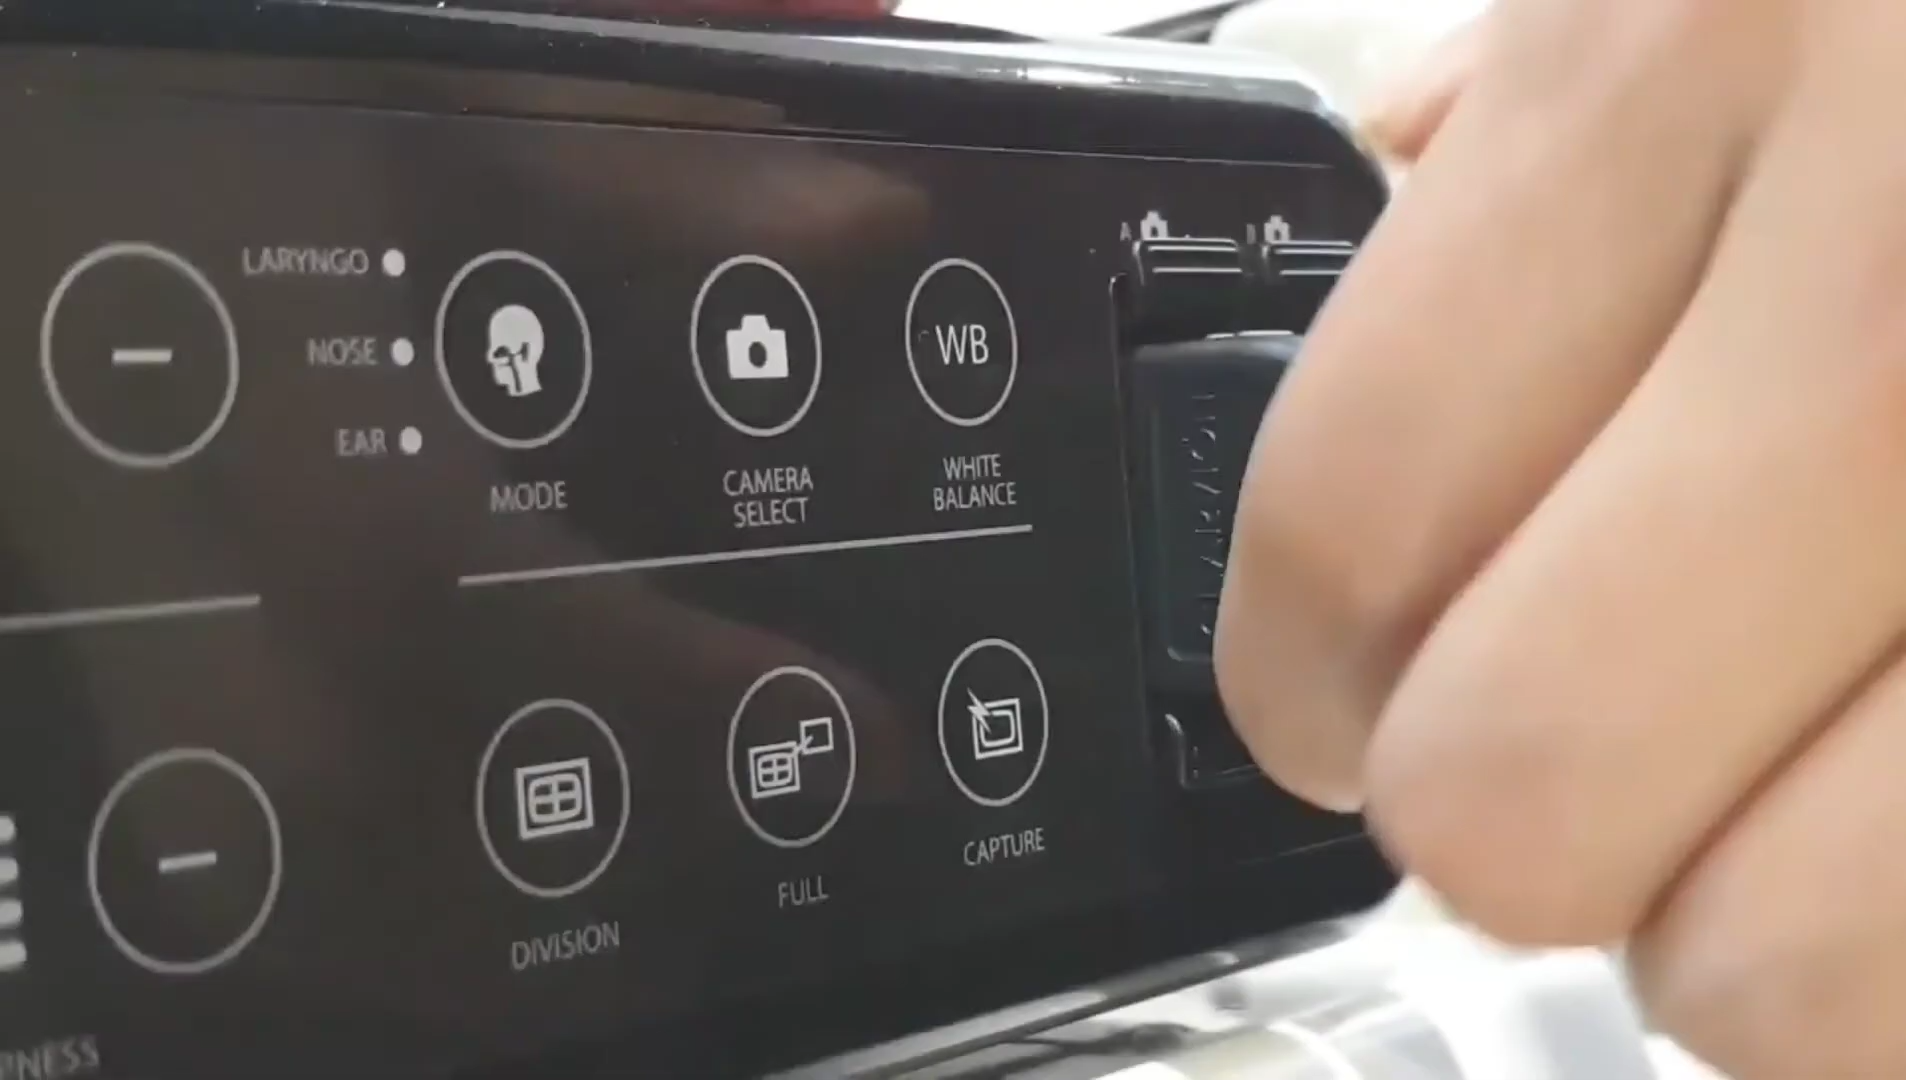 LARYNGO
NOSE
EAR
MODE
CAMERA
SELECT
WB
WHITE
BALANCE
A
DIVISION
FULL
CAPTURE